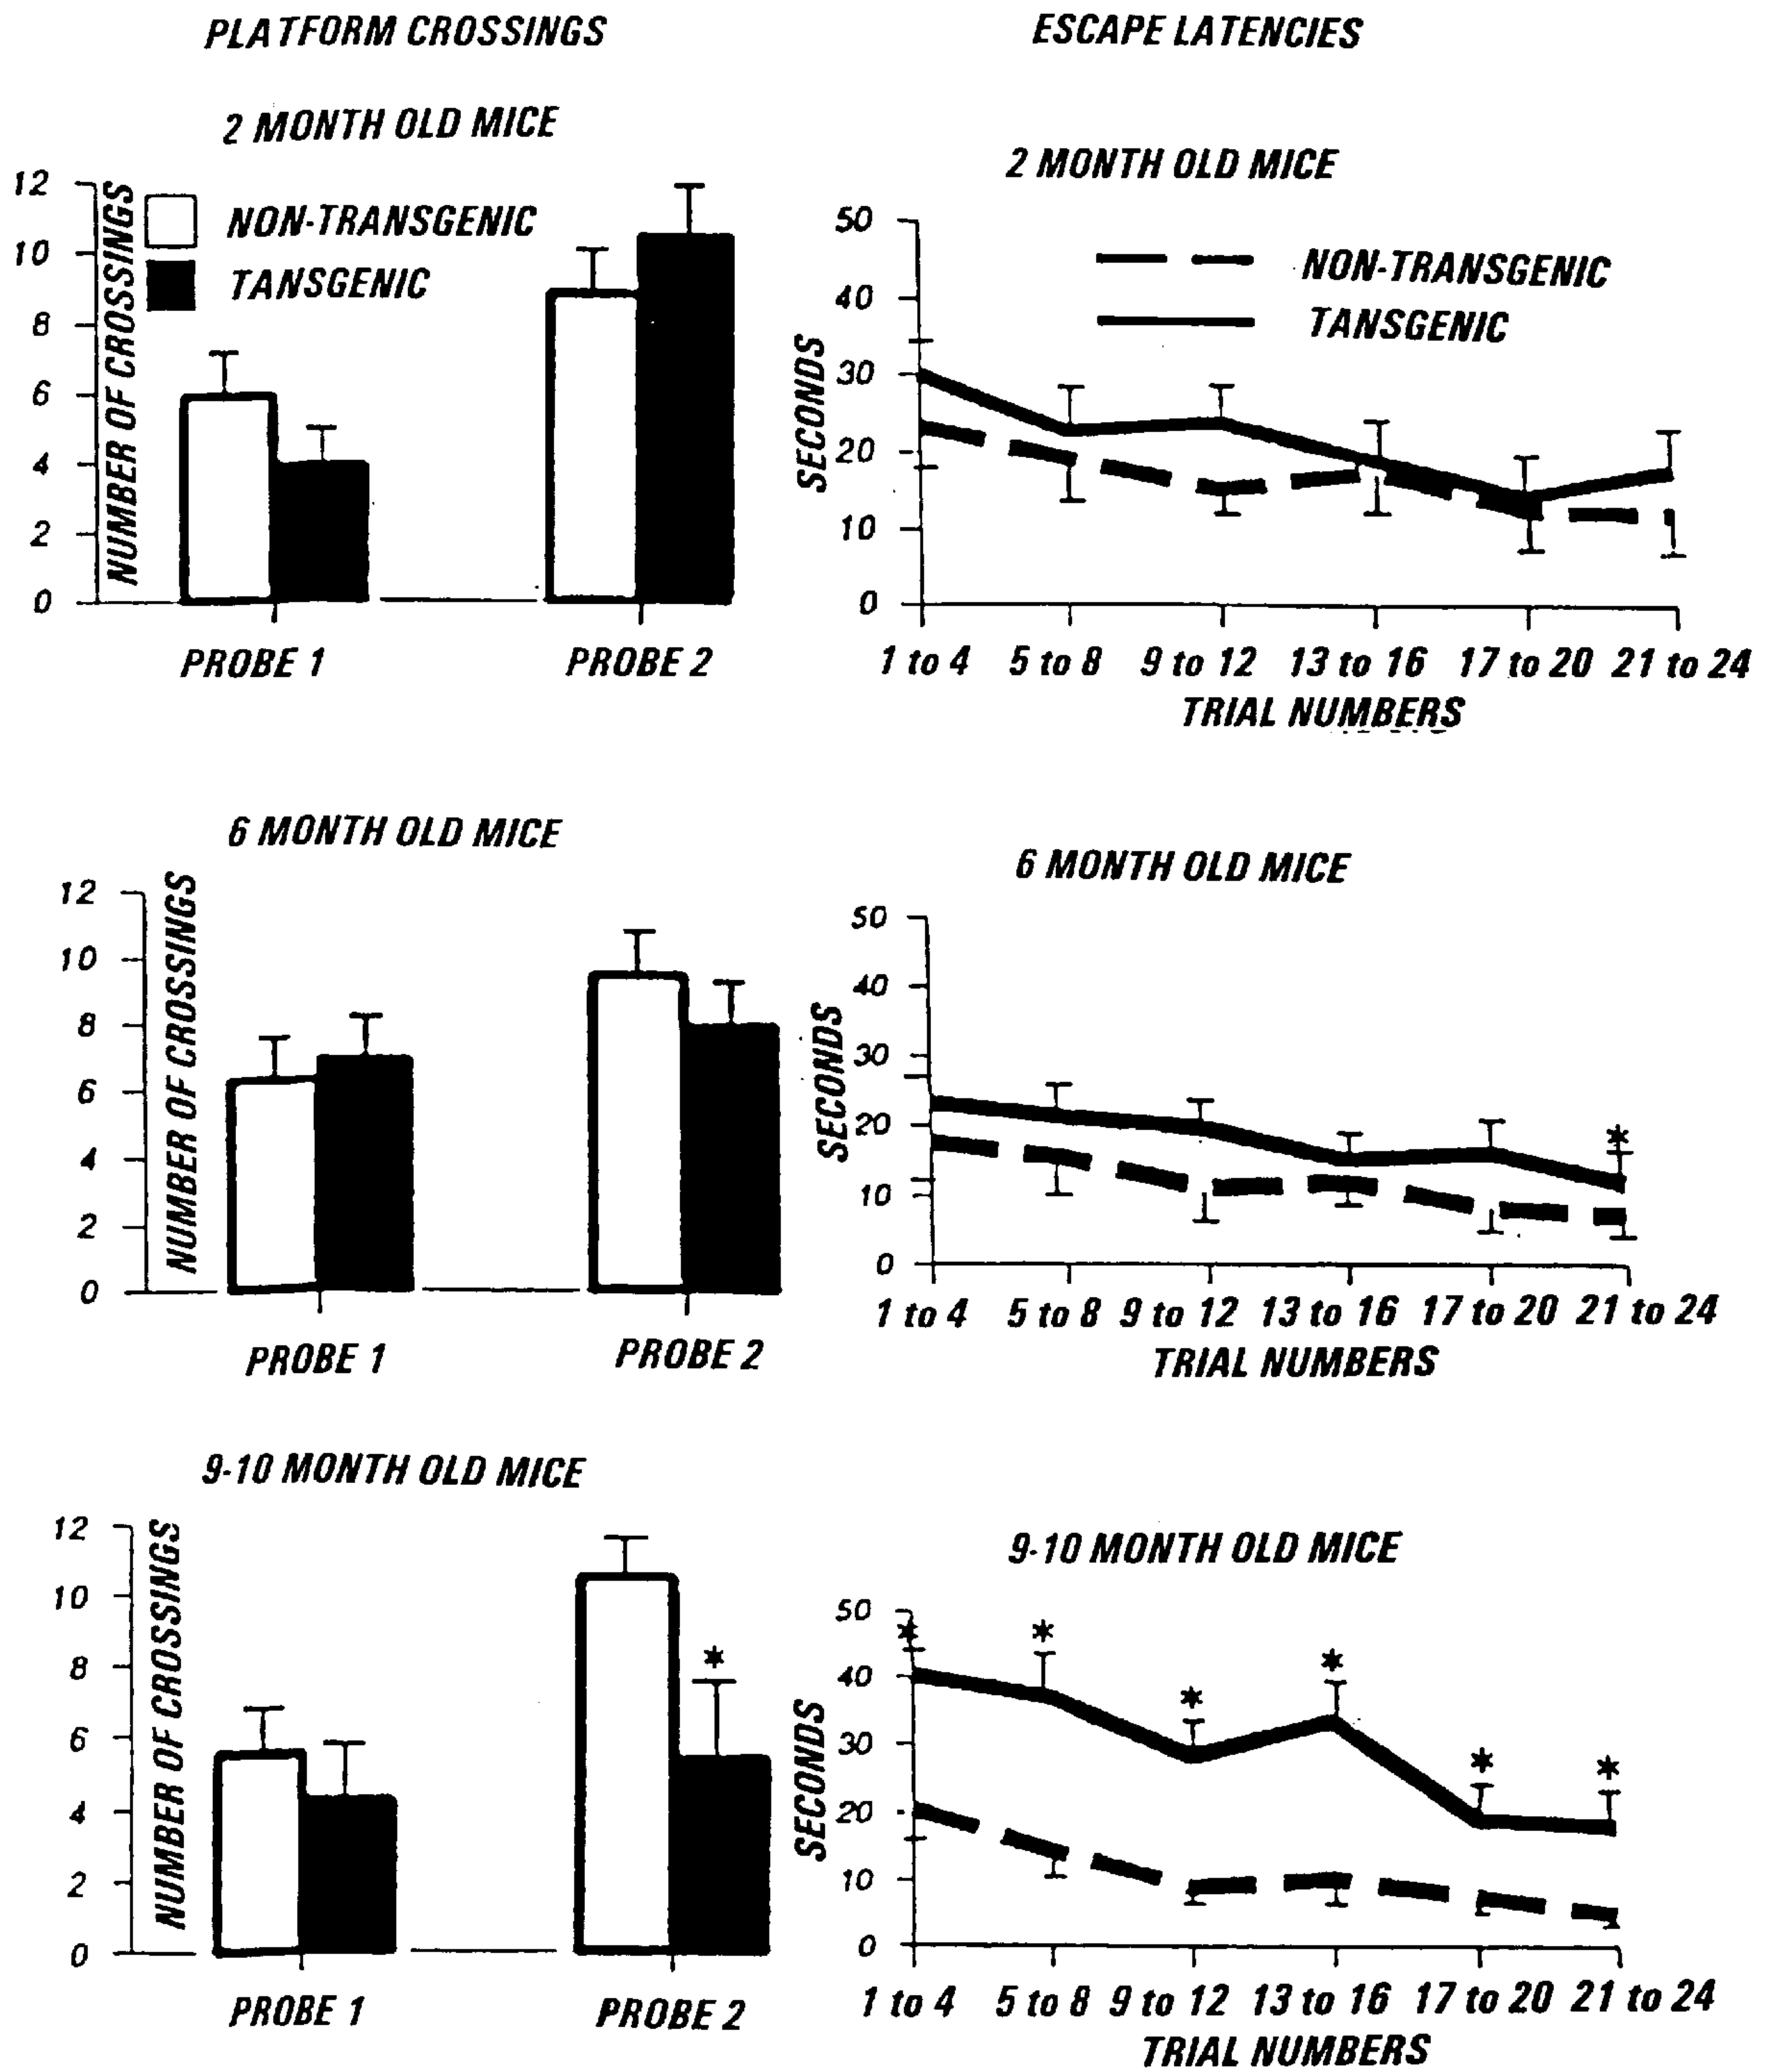 PLATFORM CROSSINGS
2 MONTH OLD MICE
12
10
8
6
4
2
0
NUMBER OF CROSSINGS
NON-TRANSGENIC
TANSGENIC
PROBE 1
PROBE 2
ESCAPE LATENCIES
2 MONTH OLD MICE
50
40
30
20
10
0
SECONDS
NON-TRANSGENIC
TANSGENIC
1 to 4 5 to 8 9 to 12 13 to 16 17 to 20 21 to 24
TRIAL NUMBERS
6 MONTH OLD MICE
12
10
8
6
4
2
0
NUMBER OF CROSSINGS
PROBE 1
PROBE 2
6 MONTH OLD MICE
50
40
30
20
10
0
SECONDS
*
1 to 4 5 to 8 9 to 12 13 to 16 17 to 20 21 to 24
TRIAL NUMBERS
9-10 MONTH OLD MICE
12
10
8
6
4
2
0
NUMBER OF CROSSINGS
*
PROBE 1
PROBE 2
9-10 MONTH OLD MICE
50
40
30
20
10
0
SECONDS
* * * * * *
1 to 4 5 to 8 9 to 12 13 to 16 17 to 20 21 to 24
TRIAL NUMBERS